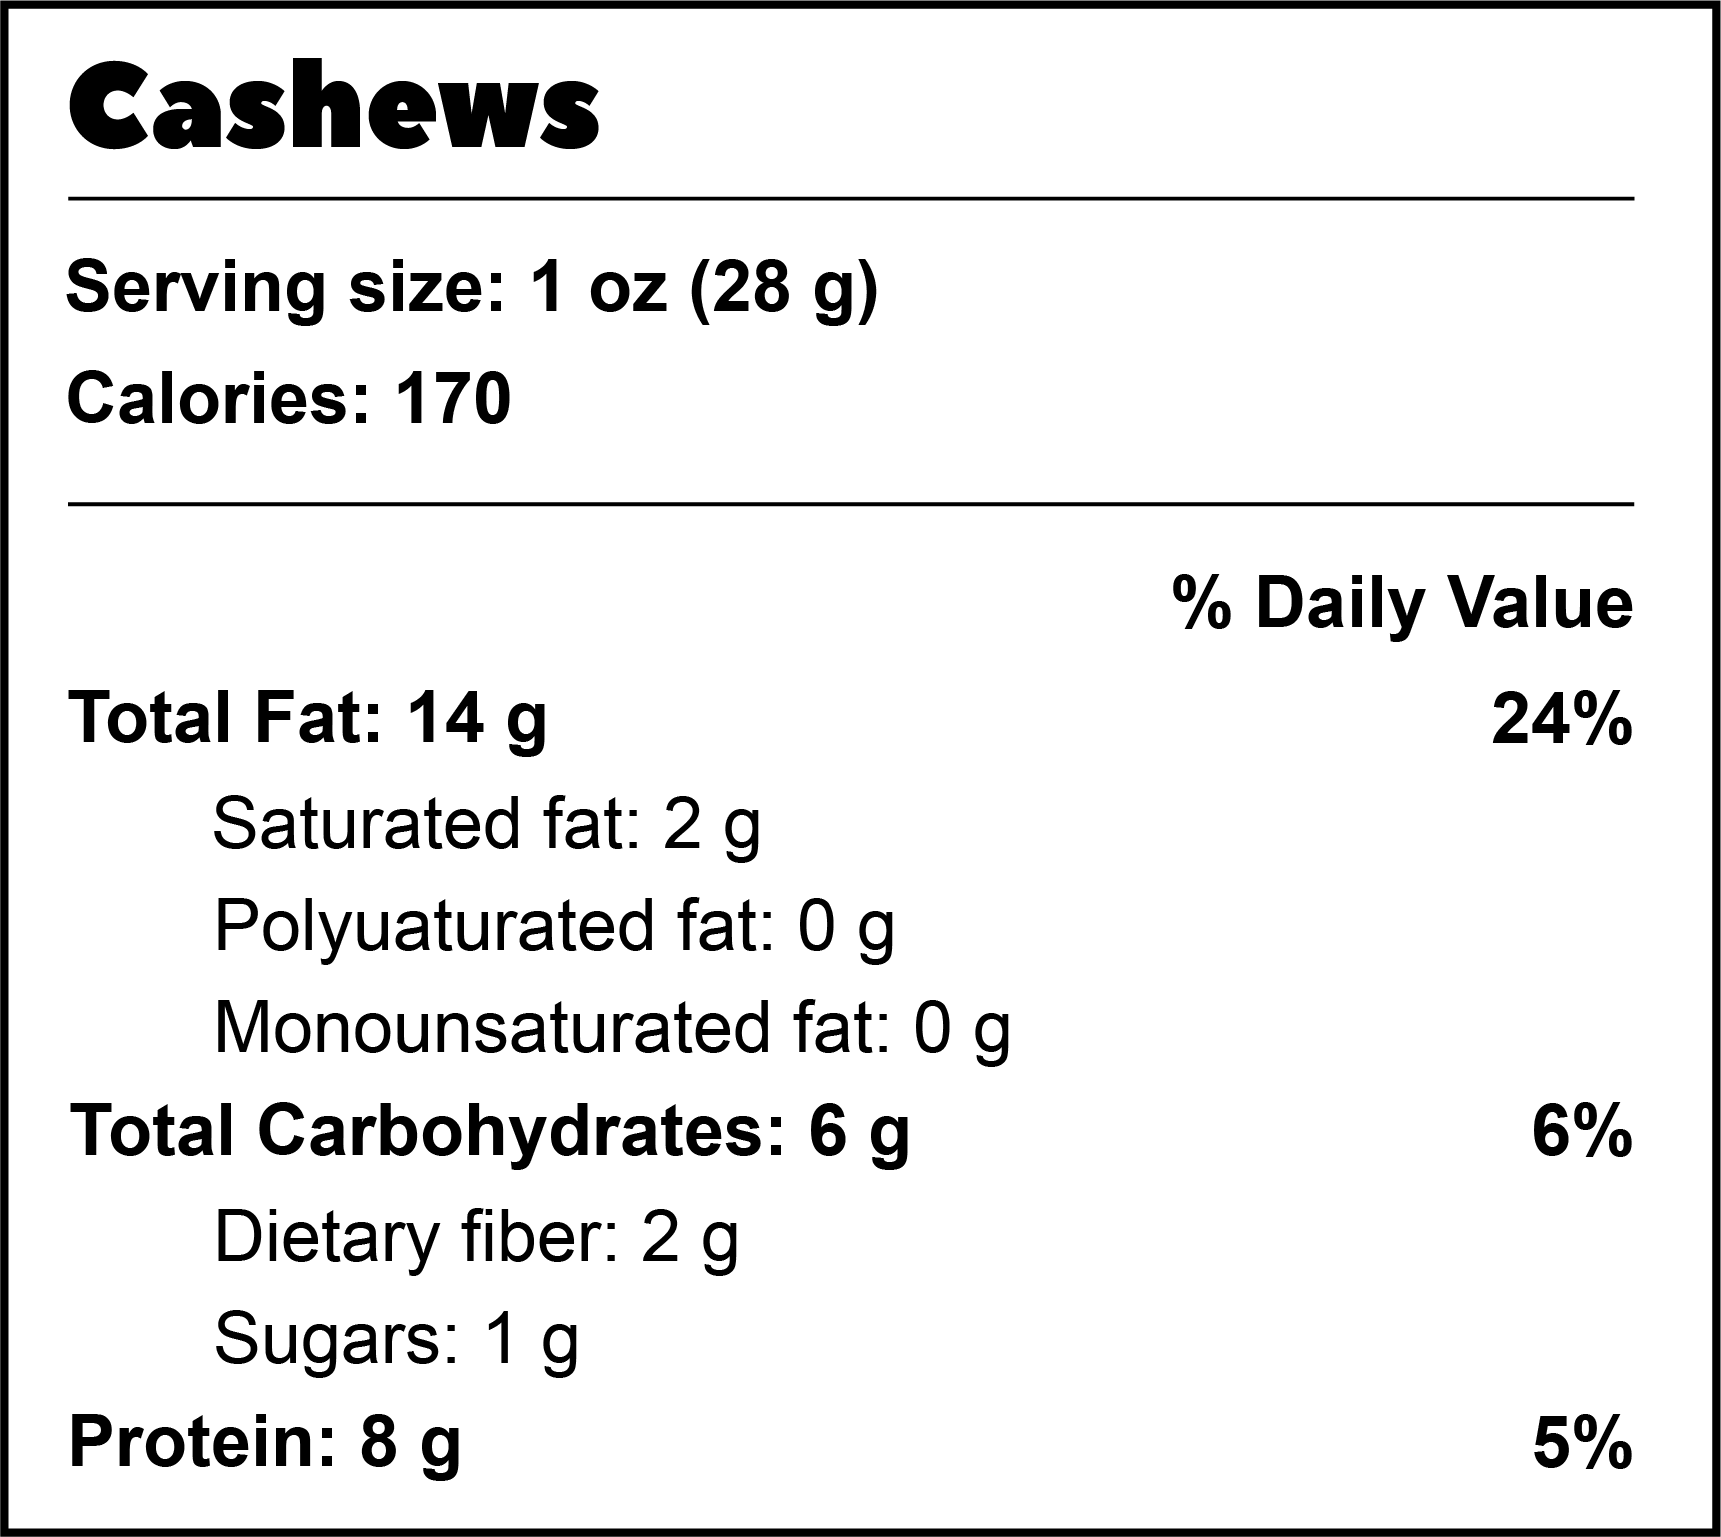 Cashews
Serving size: 1 oz (28 g)
Calories: 170
% Daily Value
Total Fat: 14 g 24%
Saturated fat: 2 g
Polyuaturated fat: 0 g
Monounsaturated fat: 0 g
Total Carbohydrates: 6 g 6%
Dietary fiber: 2 g
Sugars: 1 g
Protein: 8 g 5%